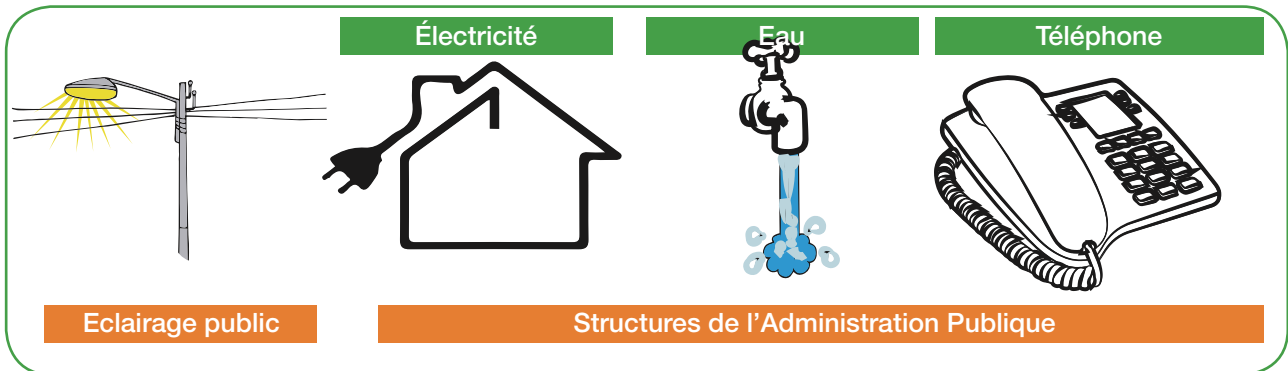 Électricité
Eau
Téléphone
Eclairage public
Structures de l’Administration Publique